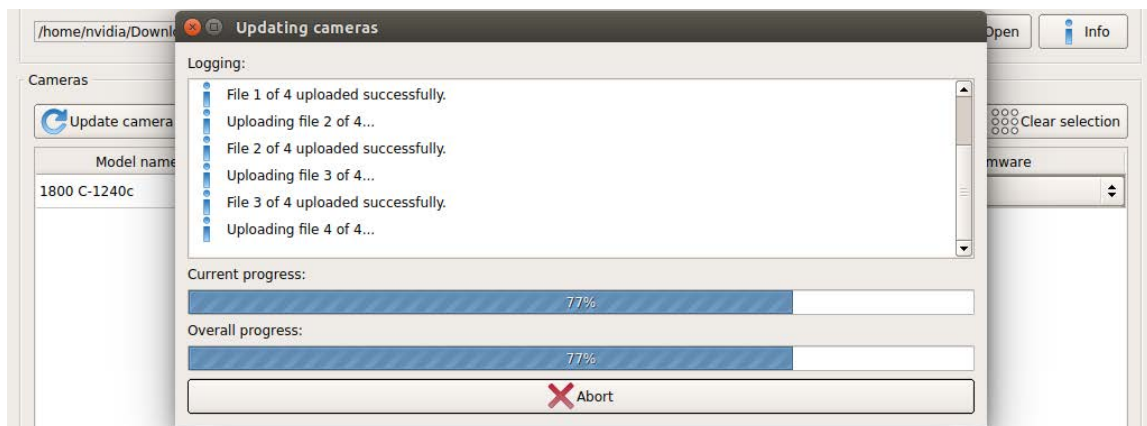 /home/nvidia/Downl
Updating cameras
Open
Info
Logging:
Cameras
File 1 of 4 uploaded successfully.
Uploading file 2 of 4...
File 2 of 4 uploaded successfully.
Uploading file 3 of 4...
File 3 of 4 uploaded successfully.
Uploading file 4 of 4...
Update camera
Clear selection
Model name
mware
1800 C-1240c
Current progress:
77%
Overall progress:
77%
Abort